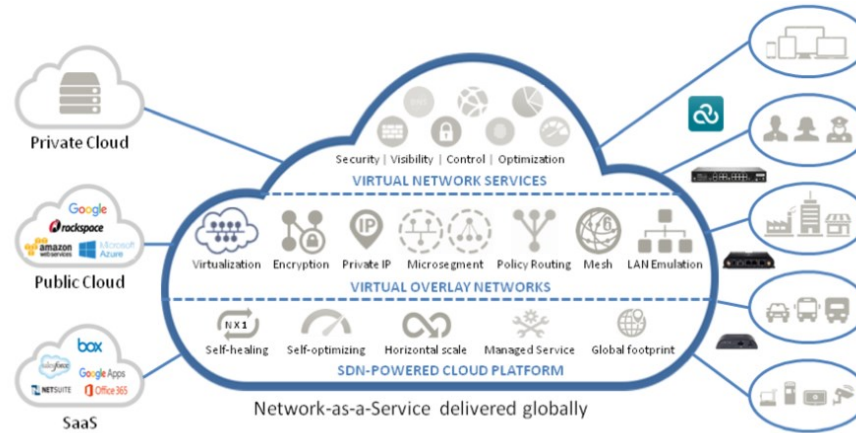 Private Cloud
Google
rackspace
amazon
webservices
Microsoft
Azure
Public Cloud
box
salesforce
Google Apps
NETSUITE
Office 365
SaaS
Security | Visibility | Control | Optimization
VIRTUAL NETWORK SERVICES
IP
6
Virtualization
Encryption
Private IP
Microsegment
Policy Routing
Mesh
LAN Emulation
VIRTUAL OVERLAY NETWORKS
NX1
Self-healing
Self-optimizing
Horizontal scale
Managed Service
Global footprint
SDN-POWERED CLOUD PLATFORM
Network-as-a-Service delivered globally